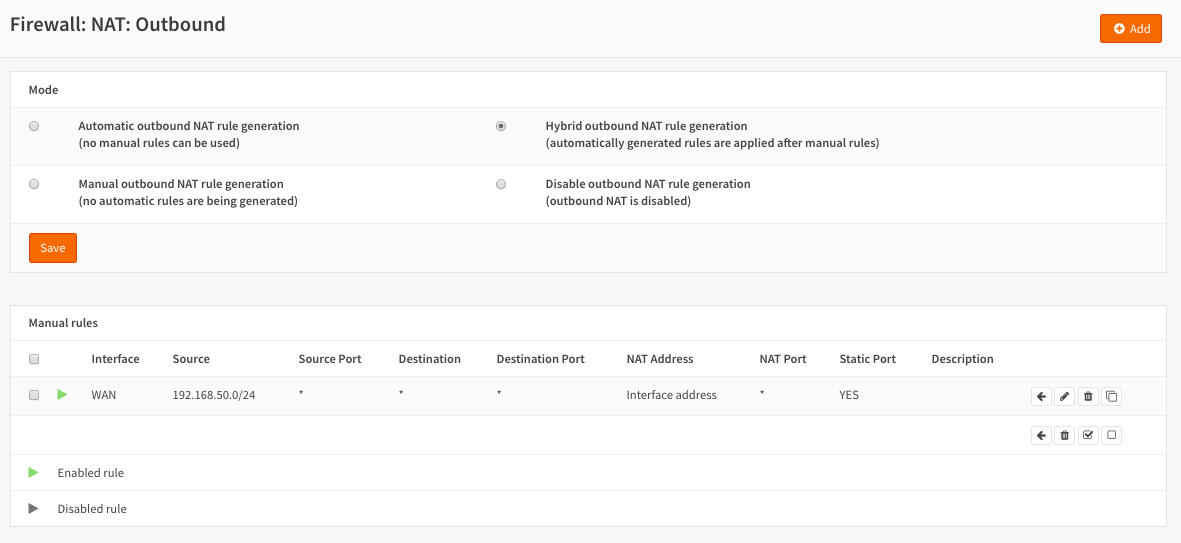 Firewall: NAT: Outbound
Add
Mode
Automatic outbound NAT rule generation
(no manual rules can be used)
Hybrid outbound NAT rule generation
(automatically generated rules are applied after manual rules)
Manual outbound NAT rule generation
(no automatic rules are being generated)
Disable outbound NAT rule generation
(outbound NAT is disabled)
Save
Manual rules
Interface Source Source Port Destination Destination Port NAT Address NAT Port Static Port Description
WAN 192.168.50.0/24 * * * Interface address * YES
Enabled rule
Disabled rule